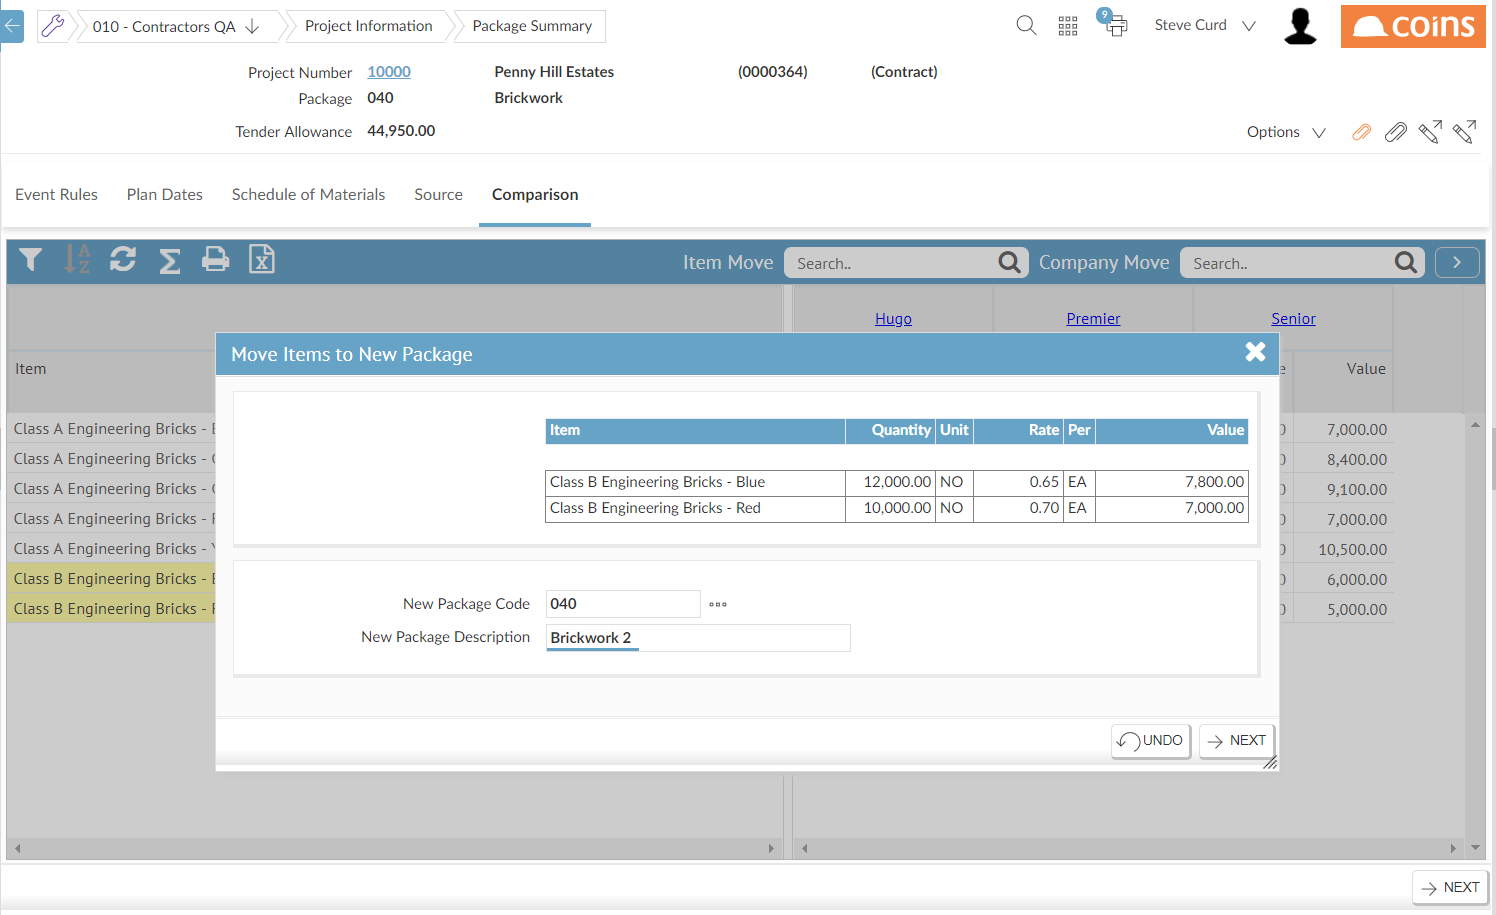 010 - Contractors QA
Project Information
Package Summary
9
Steve Curd
coins
Project Number 10000 Penny Hill Estates (0000364) (Contract)
Package 040 Brickwork
Tender Allowance 44,950.00
Options
Event Rules Plan Dates Schedule of Materials Source Comparison
Item Move Search.. Company Move Search..
Hugo Premier Senior
Item Value
Class A Engineering Bricks - 7,000.00
Class A Engineering Bricks - 8,400.00
Class A Engineering Bricks - 9,100.00
Class A Engineering Bricks - 7,000.00
Class A Engineering Bricks - 10,500.00
Class B Engineering Bricks - 6,000.00
Class B Engineering Bricks - 5,000.00
Move Items to New Package
Item Quantity Unit Rate Per Value
Class B Engineering Bricks - Blue 12,000.00 NO 0.65 EA 7,800.00
Class B Engineering Bricks - Red 10,000.00 NO 0.70 EA 7,000.00
New Package Code 040
New Package Description Brickwork 2
UNDO NEXT
NEXT